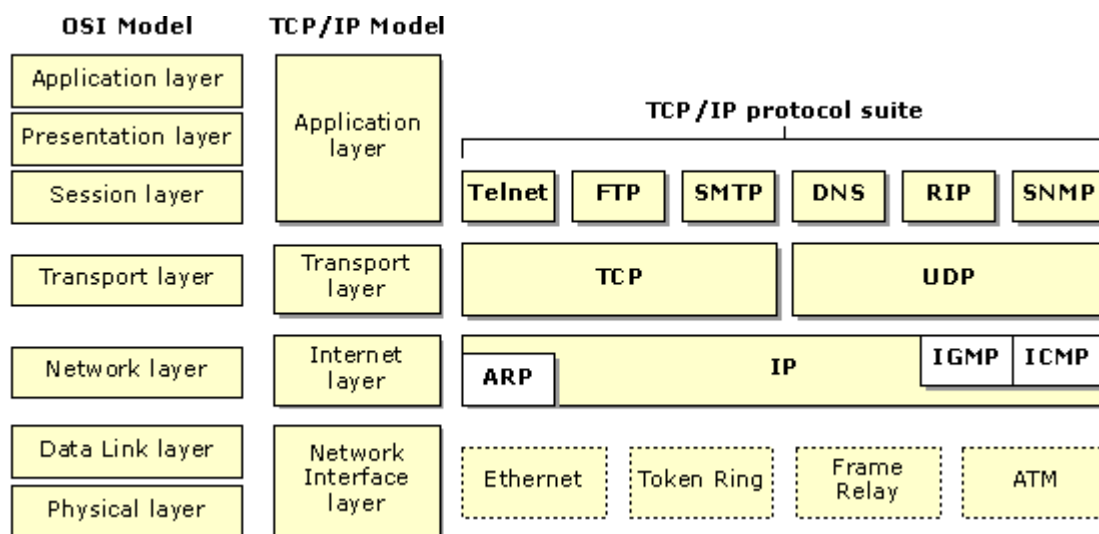 OSI Model
TCP/IP Model
Application layer
Presentation layer
Session layer
Transport layer
Network layer
Data Link layer
Physical layer
Application
layer
Transport
layer
Internet
layer
Network
Interface
layer
TCP/IP protocol suite
Telnet
FTP
SMTP
DNS
RIP
SNMP
TCP
UDP
ARP
IP
IGMP
ICMP
Ethernet
Token Ring
Frame
Relay
ATM